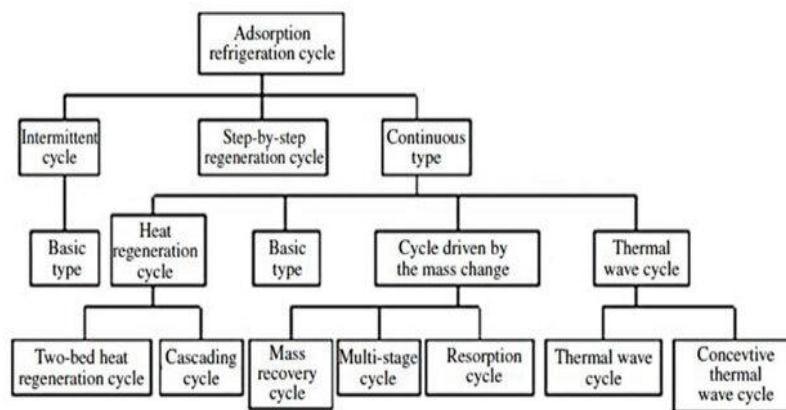 Adsorption
refrigeration cycle
Intermittent
cycle
Step-by-step
regeneration cycle
Continuous
type
Basic
type
Heat
regeneration
cycle
Basic
type
Cycle driven by
the mass change
Thermal
wave cycle
Two-bed heat
regeneration cycle
Cascading
cycle
Mass
recovery
cycle
Multi-stage
cycle
Resorption
cycle
Thermal wave
cycle
Concevtive
thermal
wave cycle